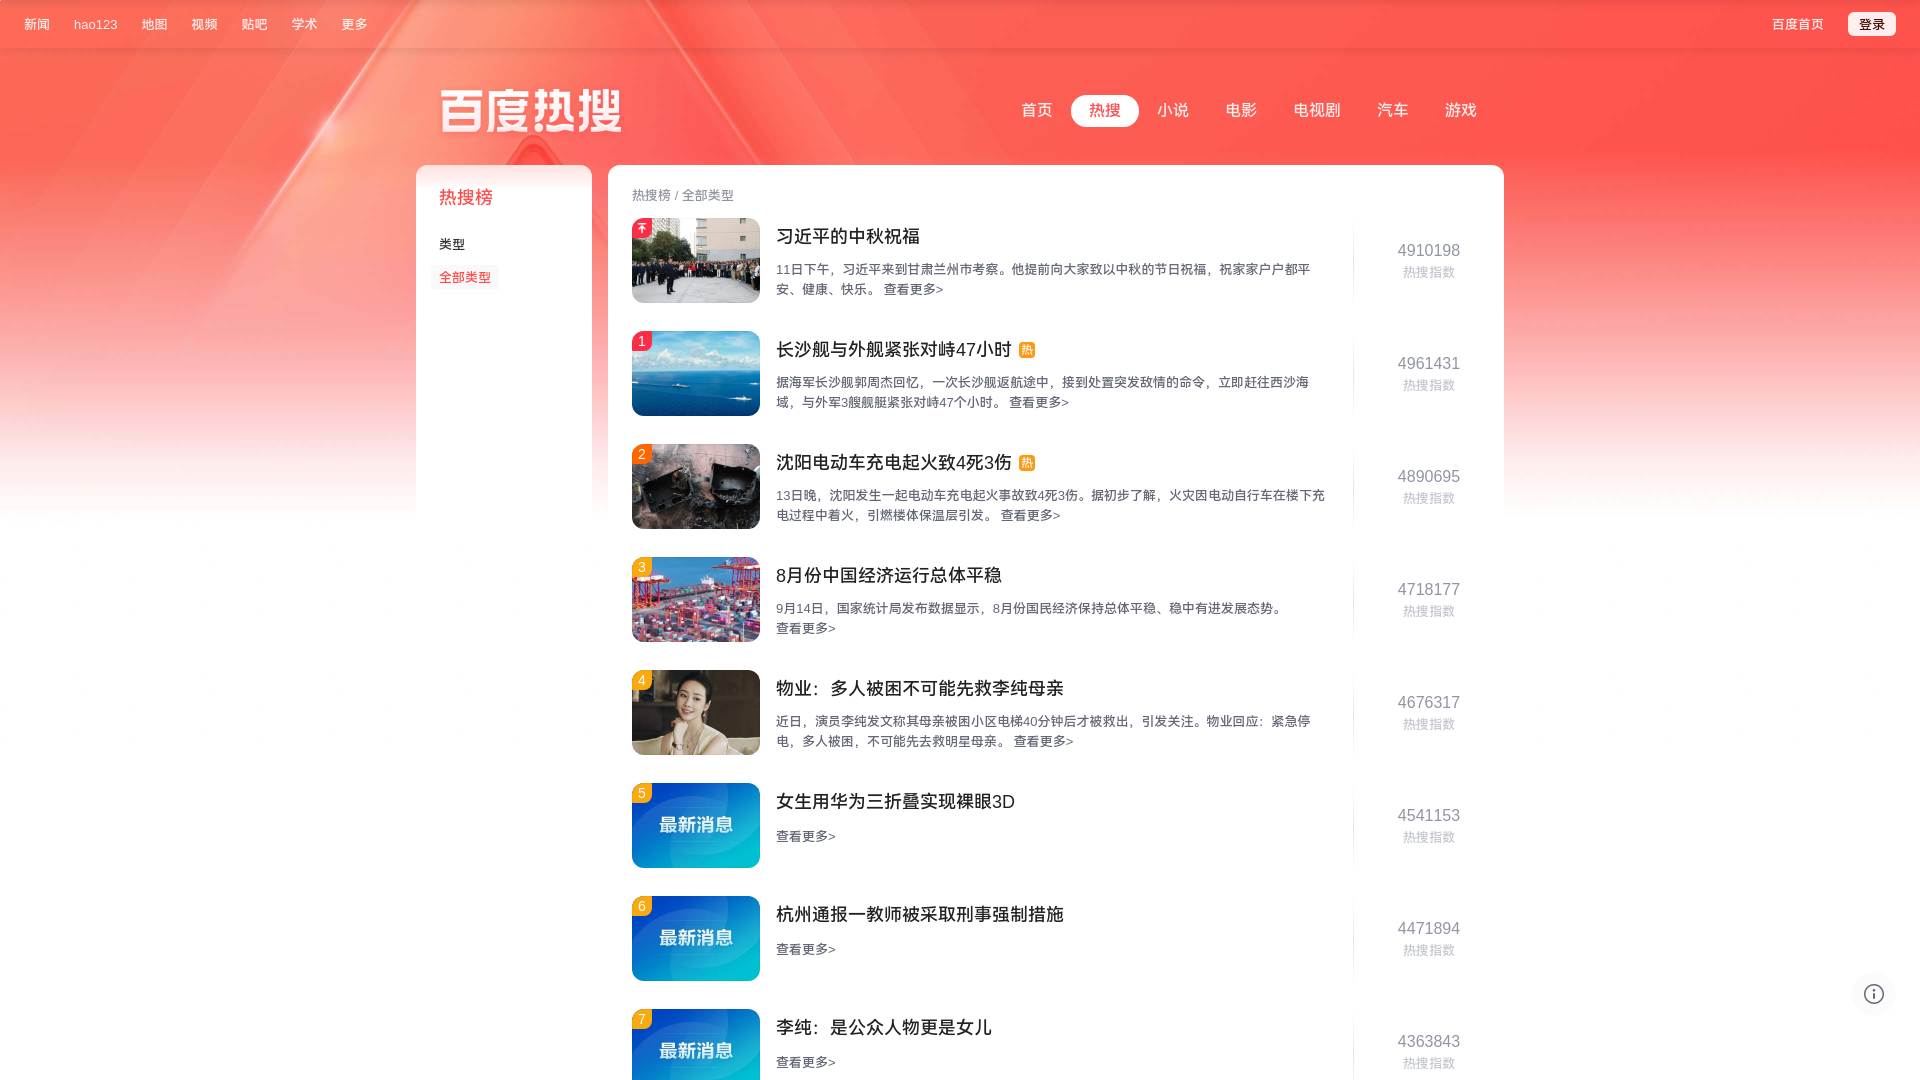 新闻 hao123 地图 视频 贴吧 学术 更多 百度首页 登录
百度热搜
首页 热搜 小说 电影 电视剧 汽车 游戏
热搜榜
类型
全部类型
热搜榜 / 全部类型
习近平的中秋祝福
11日下午，习近平来到甘肃兰州市考察。他提前向大家致以中秋的节日祝福，祝家家户户都平
安、健康、快乐。 查看更多>
4910198
热搜指数
1
长沙舰与外舰紧张对峙47小时 热
据海军长沙舰郭周杰回忆，一次长沙舰返航途中，接到处置突发敌情的命令，立即赶往西沙海
域，与外军3艘舰艇紧张对峙47个小时。 查看更多>
4961431
热搜指数
2
沈阳电动车充电起火致4死3伤 热
13日晚，沈阳发生一起电动车充电起火事故致4死3伤。据初步了解，火灾因电动自行车在楼下充
电过程中着火，引燃楼体保温层引发。 查看更多>
4890695
热搜指数
3
8月份中国经济运行总体平稳
9月14日，国家统计局发布数据显示，8月份国民经济保持总体平稳、稳中有进发展态势。
查看更多>
4718177
热搜指数
4
物业：多人被困不可能先救李纯母亲
近日，演员李纯发文称其母亲被困小区电梯40分钟后才被救出，引发关注。物业回应：紧急停
电，多人被困，不可能先去救明星母亲。 查看更多>
4676317
热搜指数
5
最新消息
女生用华为三折叠实现裸眼3D
查看更多>
4541153
热搜指数
6
最新消息
杭州通报一教师被采取刑事强制措施
查看更多>
4471894
热搜指数
7
最新消息
李纯：是公众人物更是女儿
查看更多>
4363843
热搜指数